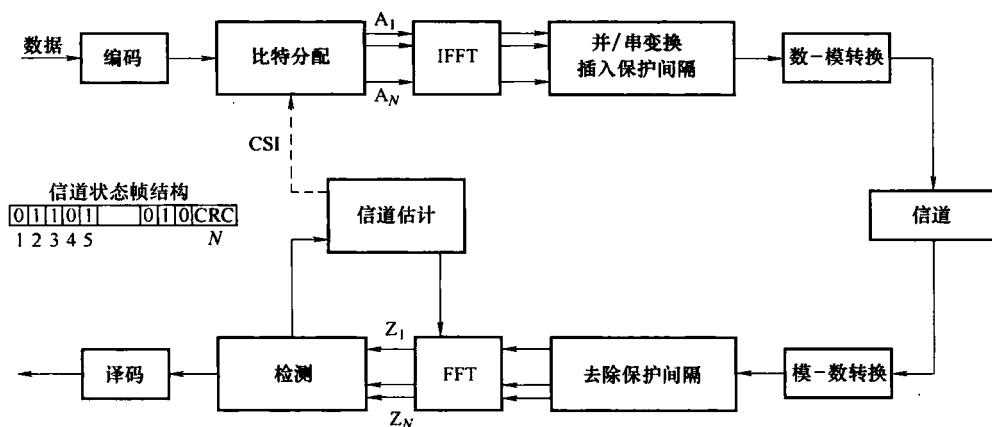 数据
编码
比特分配
A1
AN
IFFT
并/串变换
插入保护间隔
数-模转换
CSI
信道状态帧结构
0 1 1 0 1 0 1 0 CRC
1 2 3 4 5 N
信道估计
信道
译码
检测
Z1
ZN
FFT
去除保护间隔
模-数转换